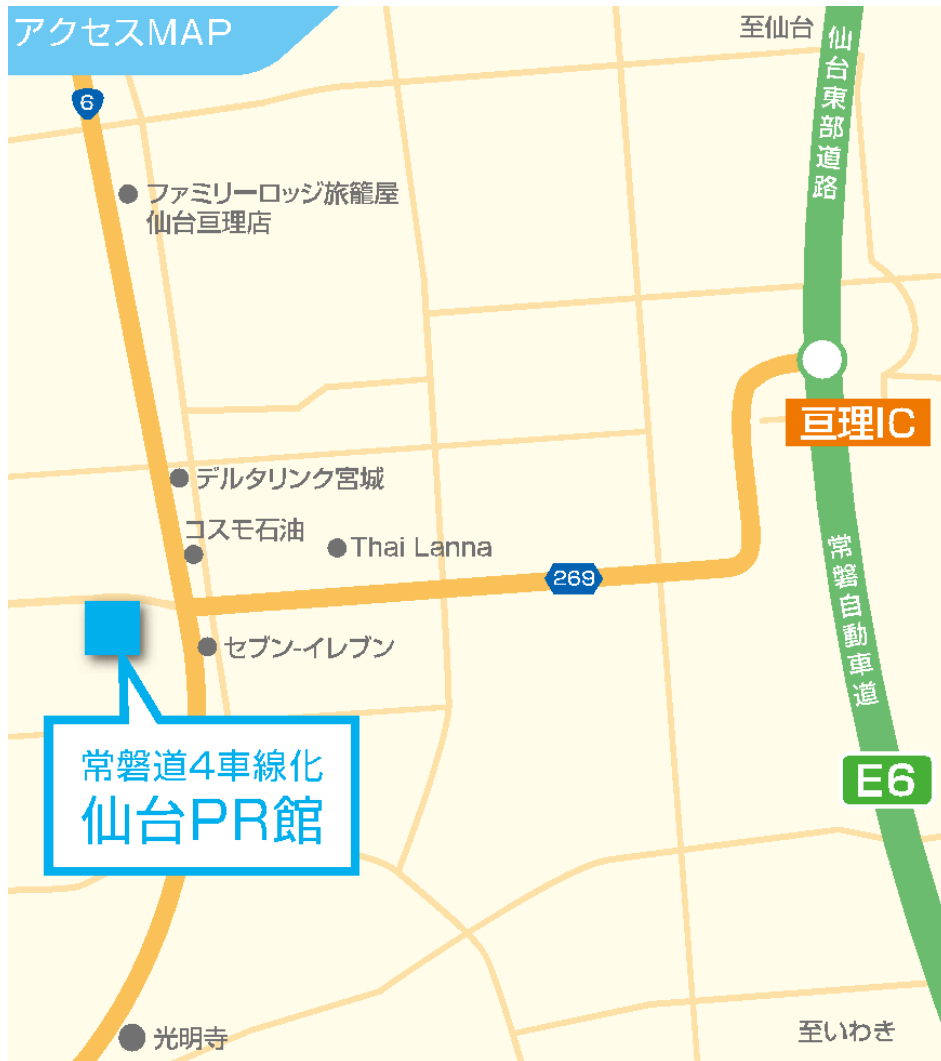 アクセスMAP
至仙台
仙台東部道路
6
ファミリーロッジ旅籠屋
仙台亘理店
亘理IC
デルタリンク宮城
コスモ石油
Thai Lanna
269
常磐自動車道
セブン-イレブン
常磐道4車線化
仙台PR館
E6
光明寺
至いわき